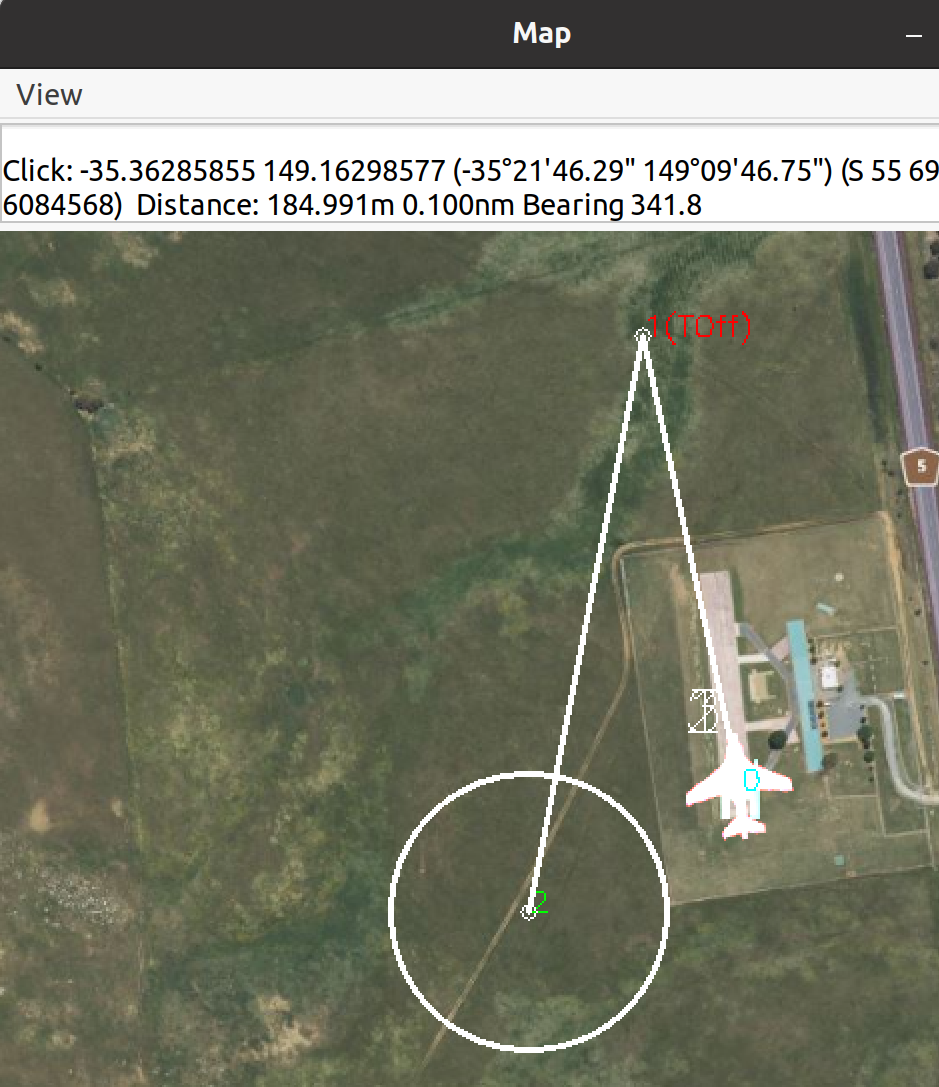 Map
View
Click: -35.36285855 149.16298577 (-35°21'46.29" 149°09'46.75") (S 55 69
6084568) Distance: 184.991m 0.100nm Bearing 341.8
1(TOff)
5
0
2